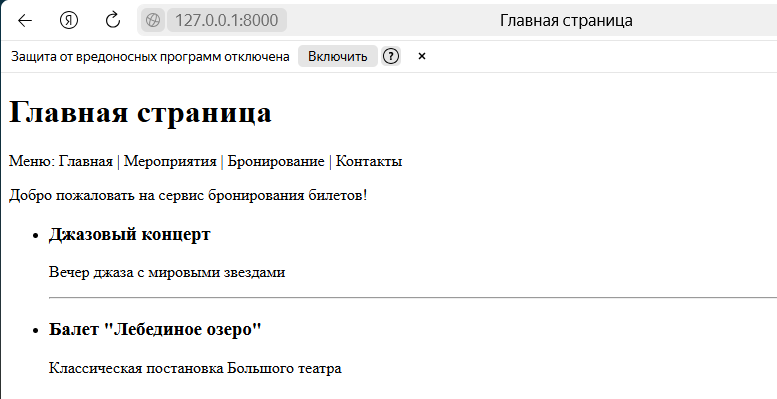 Я 127.0.0.1:8000 Главная страница
Защита от вредоносных программ отключена Включить ? ×
Главная страница
Меню: Главная | Мероприятия | Бронирование | Контакты
Добро пожаловать на сервис бронирования билетов!
• Джазовый концерт
Вечер джаза с мировыми звездами
• Балет "Лебединое озеро"
Классическая постановка Большого театра